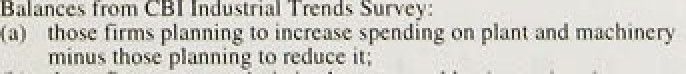 Balances from CBI Industrial Trends Survey:
(a) those firms planning to increase spending on plant and machinery
minus those planning to reduce it;